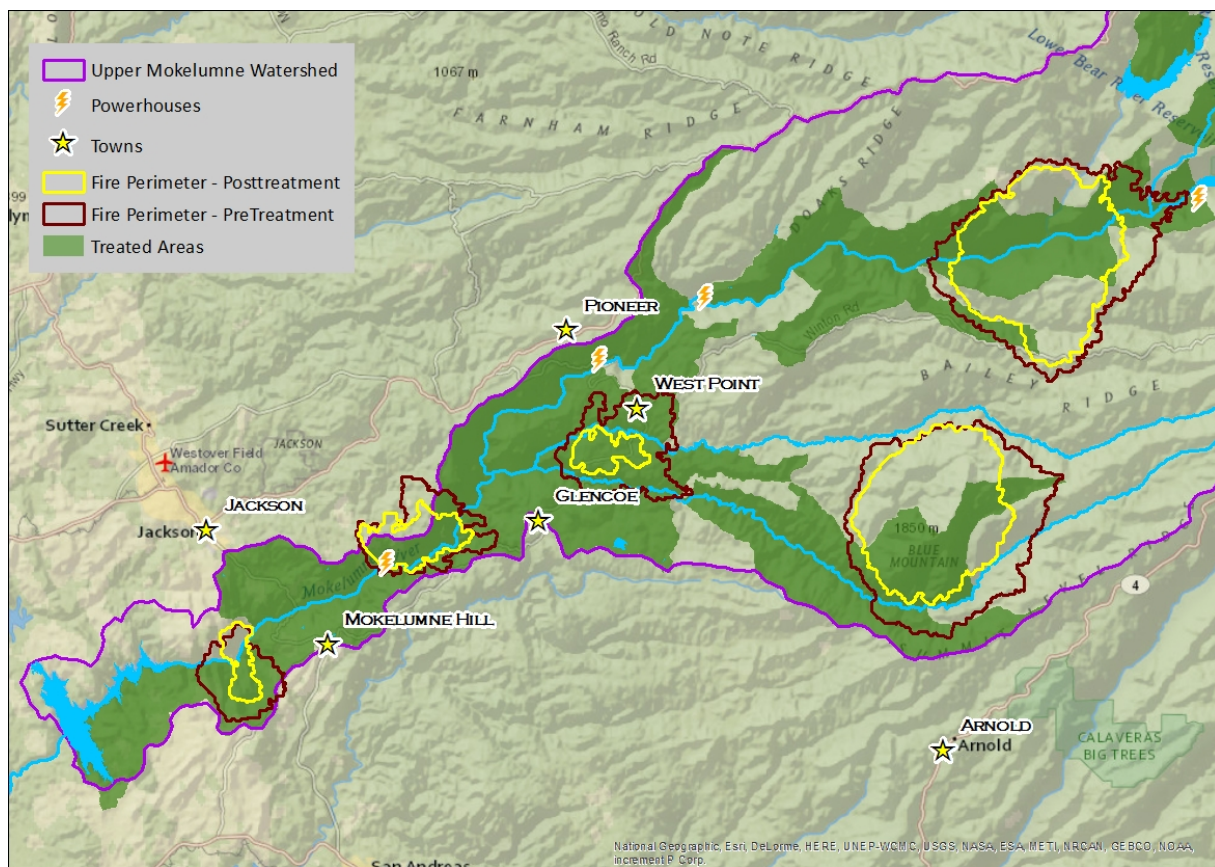 Upper Mokelumne Watershed
Powerhouses
Towns
Fire Perimeter - Posttreatment
Fire Perimeter - PreTreatment
Treated Areas
1067 m
OLD NOTE RIDGE
Ranch Rd
FARNHAM RIDGE
Lower Bear River Reservoir
DOAKS RIDGE
PIONEER
Winton Rd
WEST POINT
BAILEY
RIDGE
Sutter Creek
JACKSON
Westover Field
Amador Co
JACKSON
GLENCOE
Jackson
1850 m
BLUE
MOUNTAIN
Mokelumne River
4
MOKELUMNE HILL
ARNOLD
Arnold
CALAVERAS
BIG TREES
San Andreas
National Geographic, Esri, DeLorme, HERE, UNEP-WCMC, USGS, NASA, ESA, METI, NRCAN, GEBCO, NOAA,
increment P Corp.